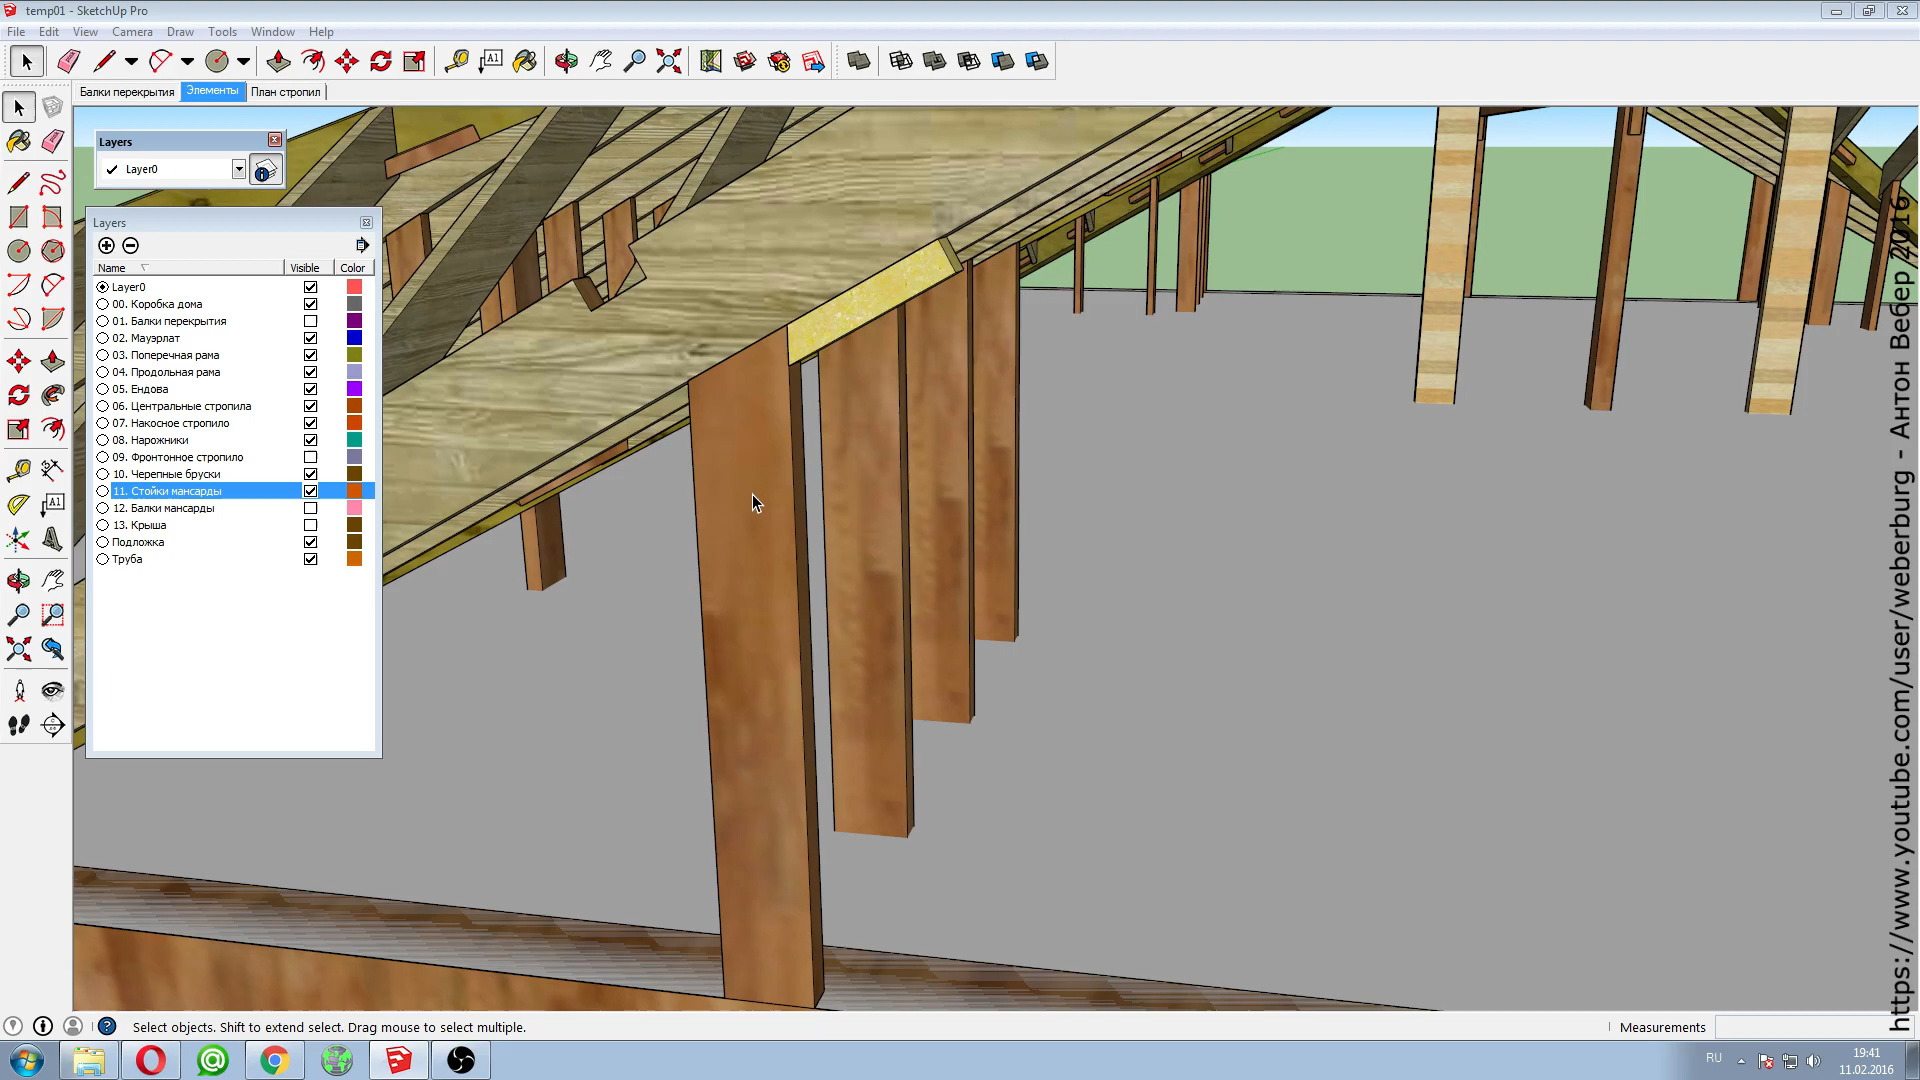 temp01 - SketchUp Pro
File Edit View Camera Draw Tools Window Help
A1
Балки перекрытия Элементы План стропил
Layers
Layer0
A1
Layers
Name Visible Color
Layer0
00. Коробка дома
01. Балки перекрытия
02. Мауэрлат
03. Поперечная рама
04. Продольная рама
05. Ендова
06. Центральные стропила
07. Накосное стропило
08. Нарожники
09. Фронтонное стропило
10. Черепные бруски
11. Стойки мансарды
12. Балки мансарды
13. Крыша
Подложка
Труба
https://www.youtube.com/user/weberburg - Антон Вебер 2016
Select objects. Shift to extend select. Drag mouse to select multiple.
Measurements
RU
19:41
11.02.2016